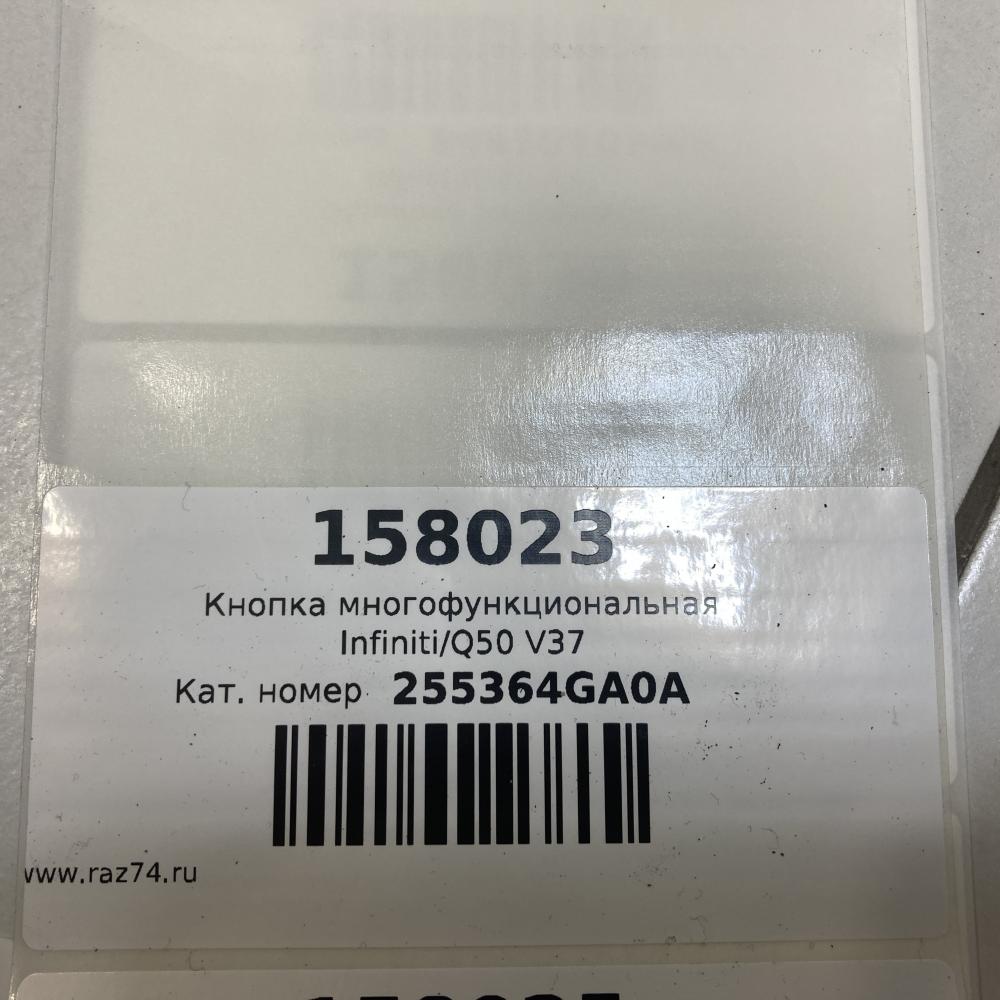 158023
Кнопка многофункциональная
Infiniti/Q50 V37
Кат. номер 255364GA0A
www.raz74.ru